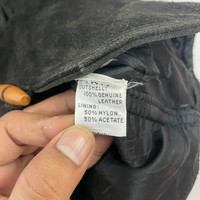 OUTSHELL:
100% GENUINE
LEATHER
LINING:
50% NYLON
50% ACETATE